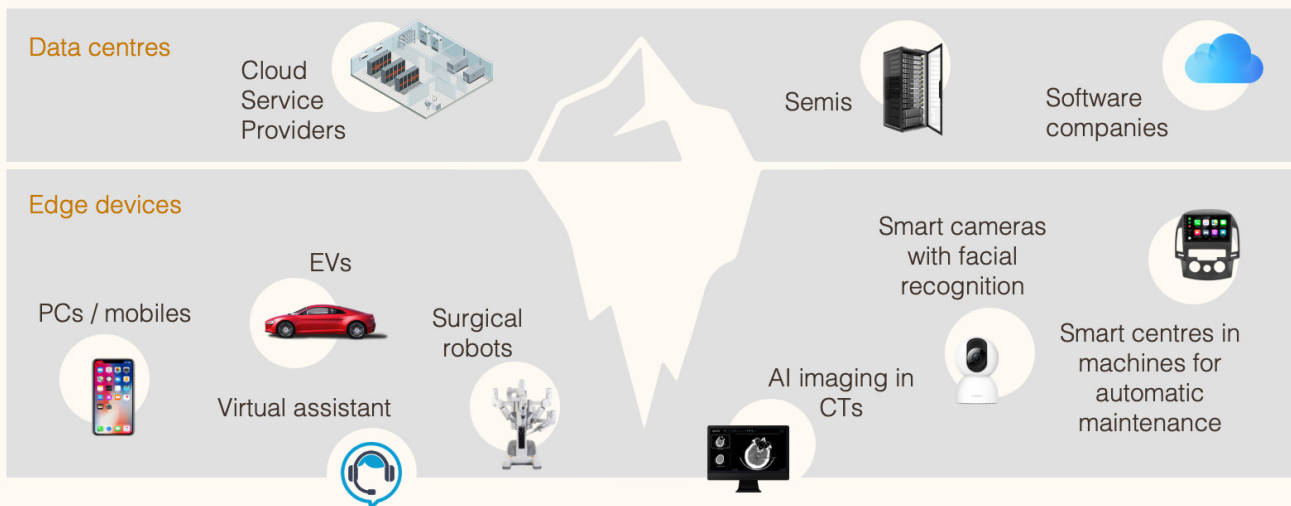 Data centres
Cloud
Service
Providers
Semis
Software
companies
Edge devices
EVs
PCs / mobiles
Virtual assistant
Surgical
robots
AI imaging in
CTs
Smart cameras
with facial
recognition
Smart centres in
machines for
automatic
maintenance